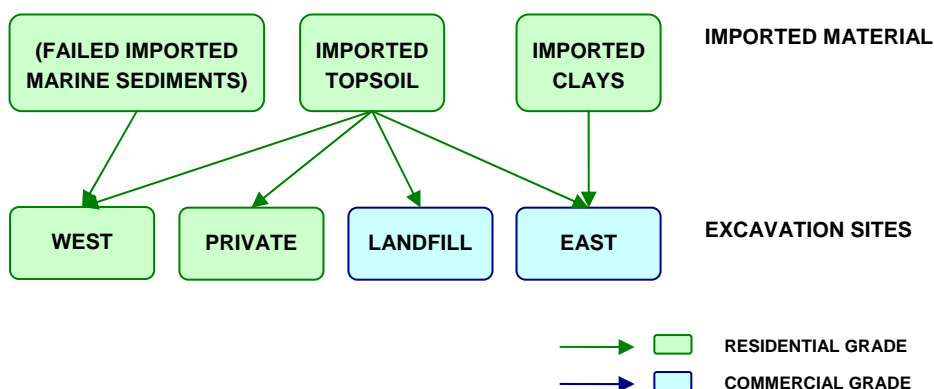 (FAILED IMPORTED
MARINE SEDIMENTS)
IMPORTED
TOPSOIL
IMPORTED
CLAYS
IMPORTED MATERIAL
WEST
PRIVATE
LANDFILL
EAST
EXCAVATION SITES
RESIDENTIAL GRADE
COMMERCIAL GRADE